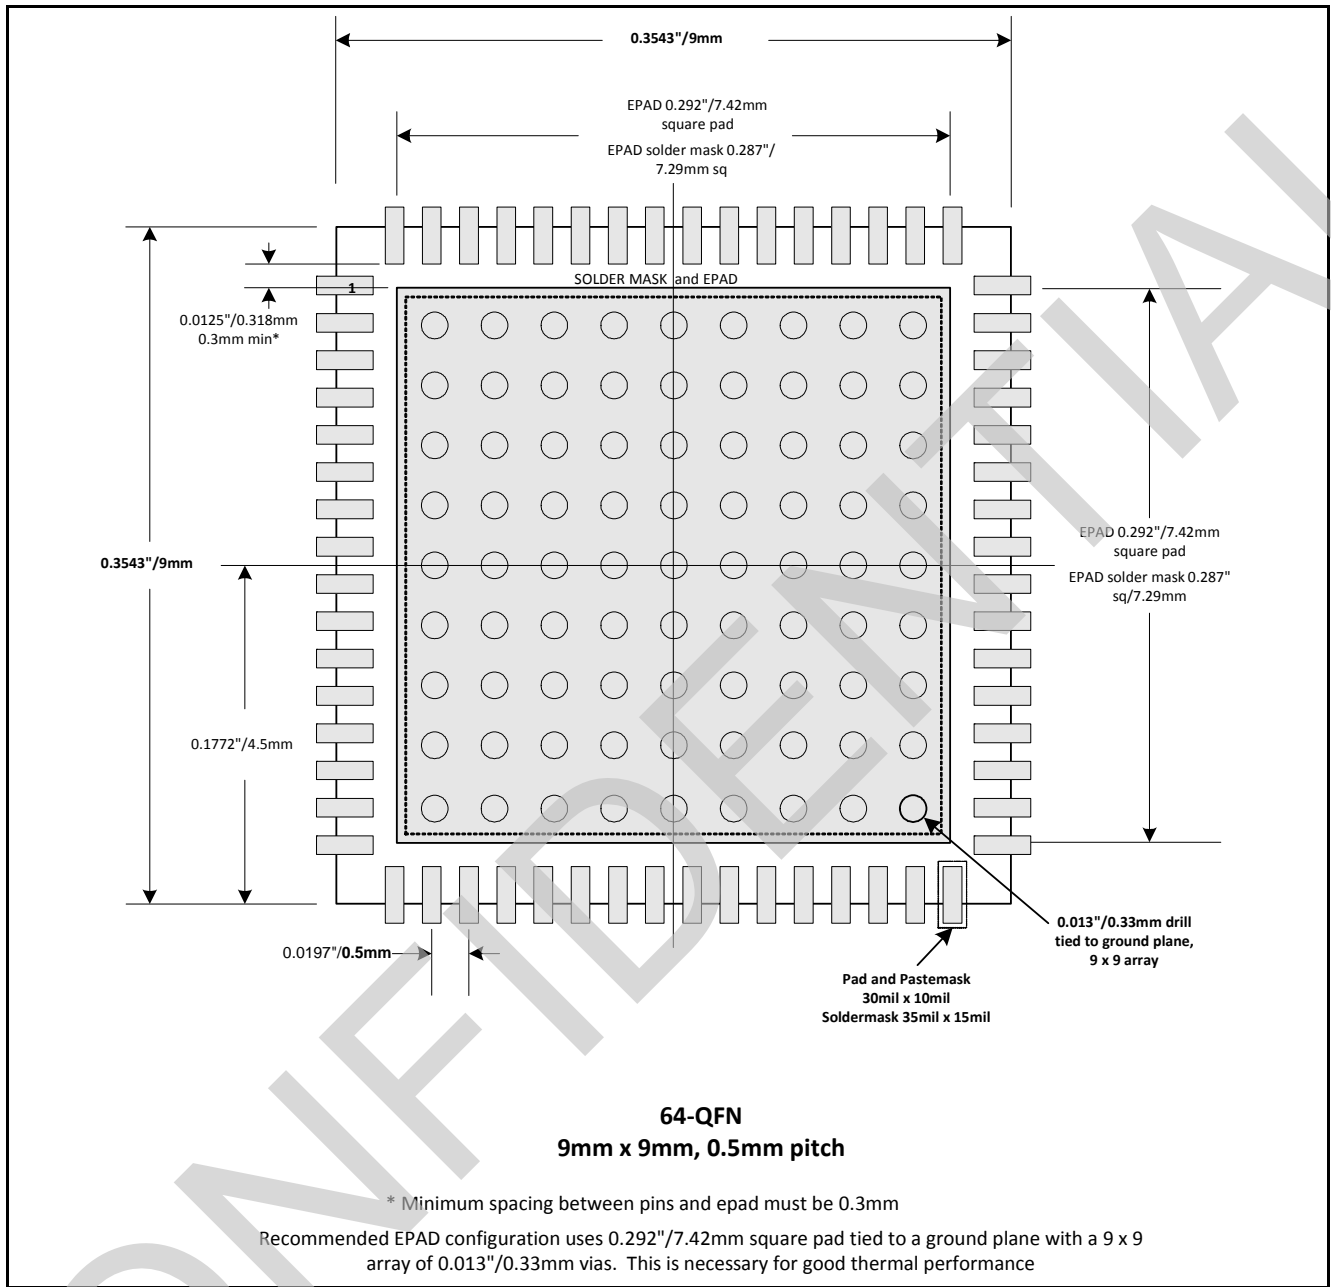 0.3543"/9mm
EPAD 0.292"/7.42mm
square pad
EPAD solder mask 0.287"/
7.29mm sq
SOLDER MASK and EPAD
1
0.0125"/0.318mm
0.3mm min*
0.3543"/9mm
EPAD 0.292"/7.42mm
square pad
EPAD solder mask 0.287"
sq/7.29mm
0.1772"/4.5mm
0.0197"/0.5mm
0.013"/0.33mm drill
tied to ground plane,
9 x 9 array
Pad and Pastemask
30mil x 10mil
Soldermask 35mil x 15mil
64-QFN
9mm x 9mm, 0.5mm pitch
* Minimum spacing between pins and epad must be 0.3mm
Recommended EPAD configuration uses 0.292"/7.42mm square pad tied to a ground plane with a 9 x 9
array of 0.013"/0.33mm vias. This is necessary for good thermal performance
ONFIDENTIAL